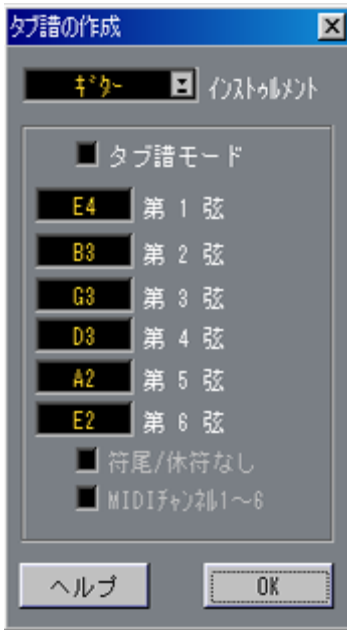 タブ譜の作成
ギター インストゥルメント
タブ譜モード
E4 第 1 弦
B3 第 2 弦
G3 第 3 弦
D3 第 4 弦
A2 第 5 弦
E2 第 6 弦
符尾/休符なし
MIDIチャンネル1～6
ヘルプ OK